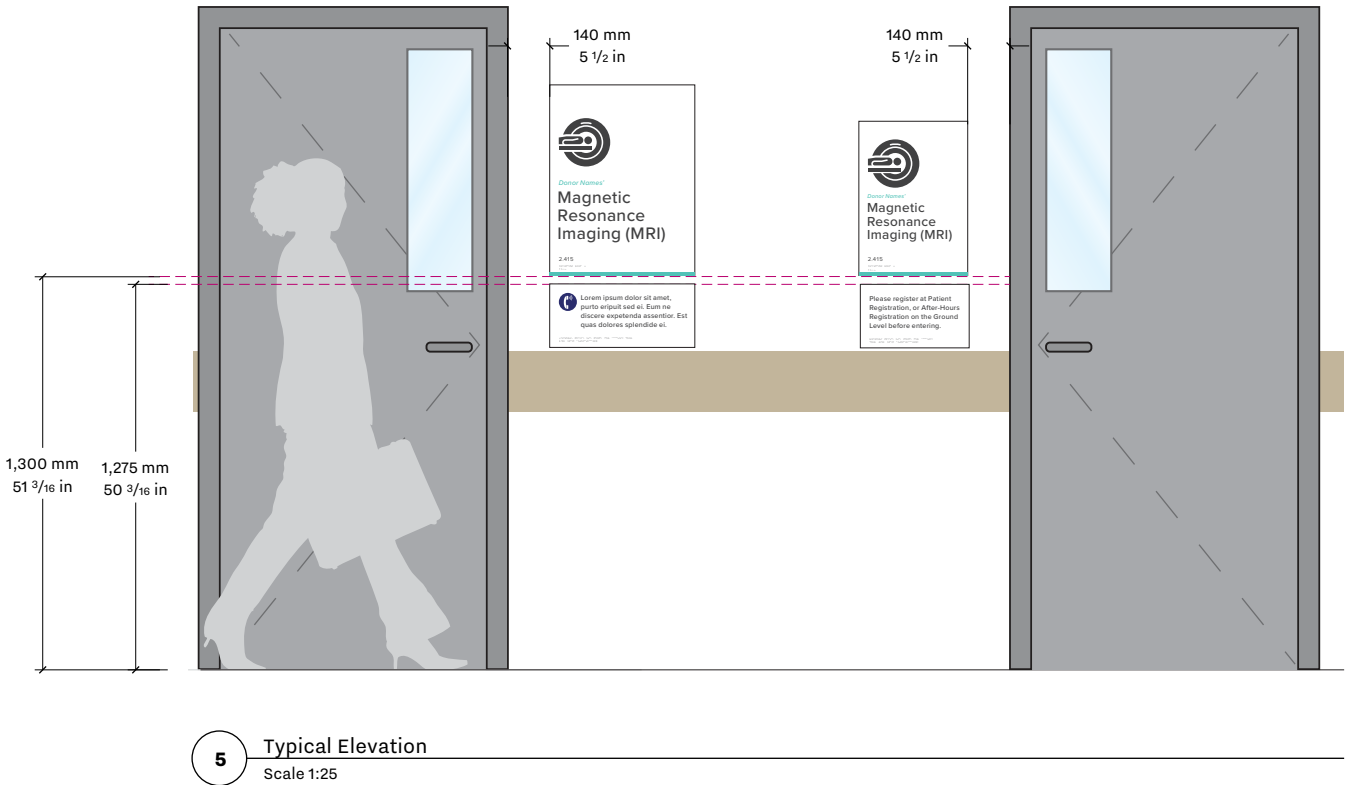 140 mm
5 1/2 in
140 mm
5 1/2 in
Donor Names'
Magnetic
Resonance
Imaging (MRI)
2.415
Donor Names'
Magnetic
Resonance
Imaging (MRI)
2.415
Lorem ipsum dolor sit amet,
purto eripuit sed ei. Eum ne
discere expetenda assentior. Est
quas dolores splendide ei.
Please register at Patient
Registration, or After-Hours
Registration on the Ground
Level before entering.
1,300 mm
51 3/16 in
1,275 mm
50 3/16 in
5
Typical Elevation
Scale 1:25